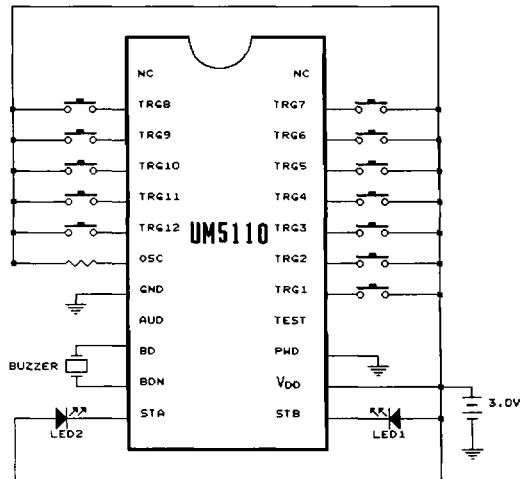 NC NC
TRG8 TRG7
TRG9 TRG6
TRG10 TRG5
TRG11 TRG4
TRG12 UM5110 TRG3
OSC TRG2
GND TRG1
AUD TEST
BD PWD
BUZZER
BDN VDD
3.0V
STA STB
LED2 LED1